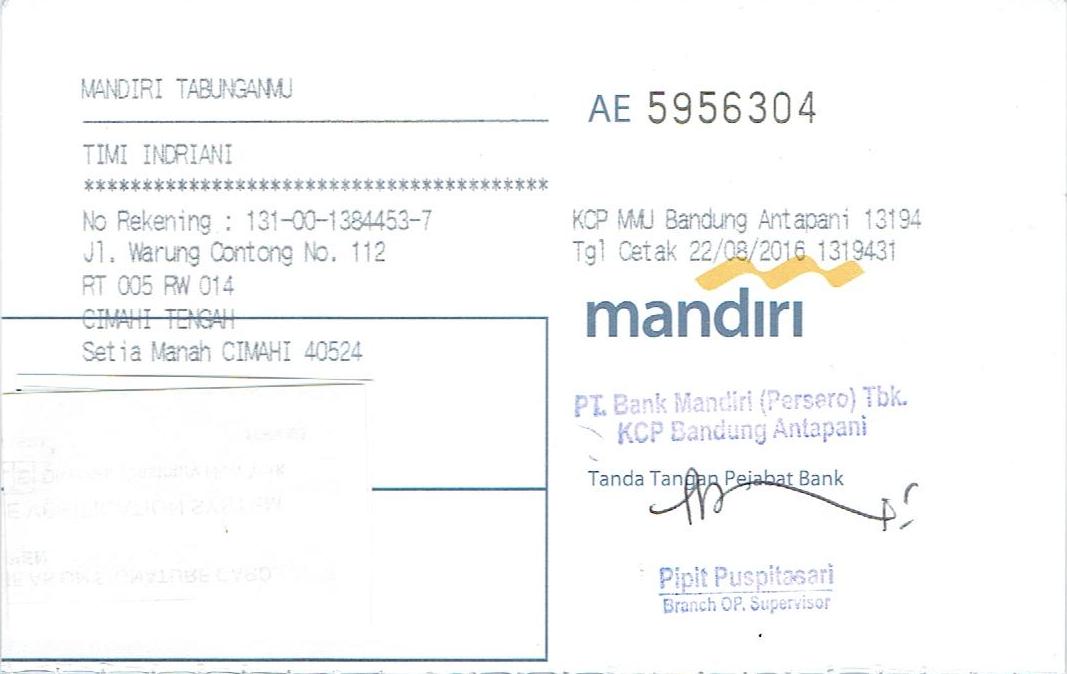 MANDIRI TABUNGANMU
AE 5956304
TIMI INDRIANI
****************************************
No Rekening : 131-00-1384453-7
Jl. Warung Contong No. 112
RT 005 RW 014
CIMAHI TENGAH
Setia Manah CIMAHI 40524
KCP MMU Bandung Antapani 13194
Tgl Cetak 22/08/2016 1319431
mandiri
PT. Bank Mandiri (Persero) Tbk.
KCP Bandung Antapani
Tanda Tangan Pejabat Bank
Pipit Puspitasari
Branch OP. Supervisor